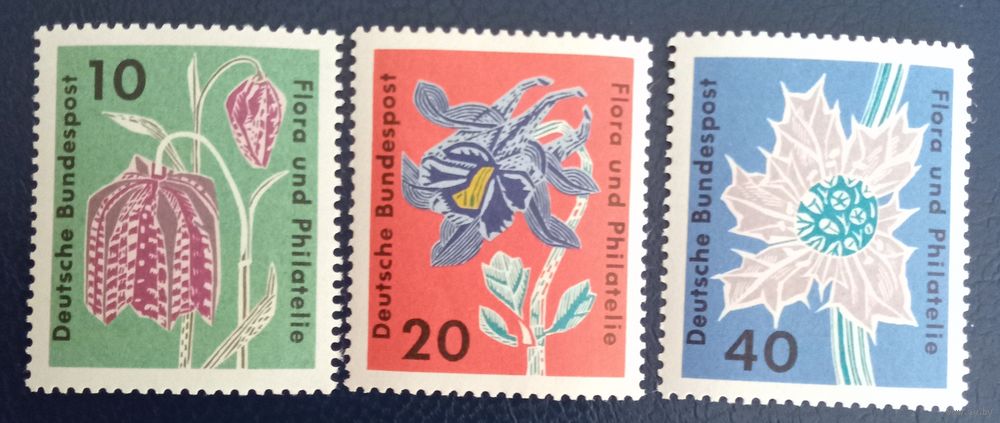 10
Deutsche Bundespost
Flora und Philatelie
20
Deutsche Bundespost
Flora und Philatelie
40
Deutsche Bundespost
Flora und Philatelie